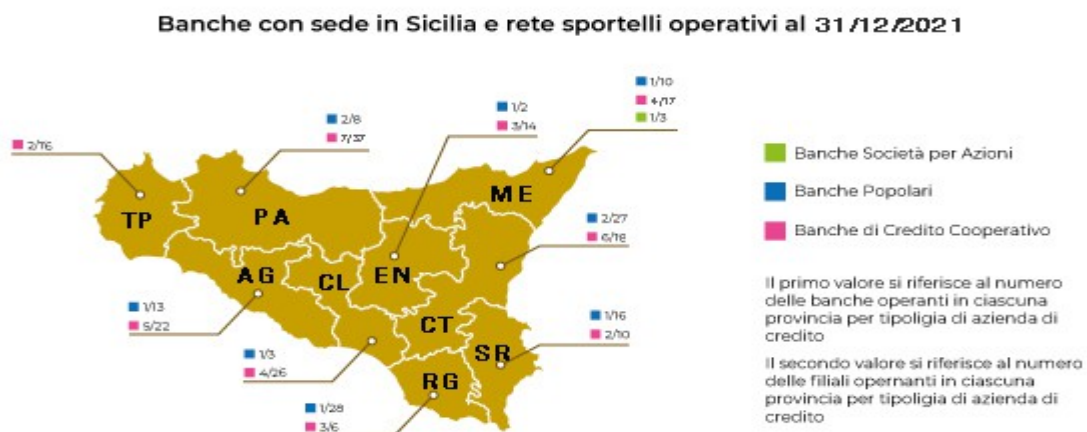 Banche con sede in Sicilia e rete sportelli operativi al 31/12/2021
1/10
4/17
1/3
1/2
3/14
2/8
7/37
2/16
Banche Società per Azioni
Banche Popolari
Banche di Credito Cooperativo
ME
TP
PA
2/27
6/18
AG
CL
EN
1/13
5/22
CT
SR
1/16
2/10
1/3
4/26
RG
1/28
3/6
Il primo valore si riferisce al numero
delle banche operanti in ciascuna
provincia per tipoligia di azienda di
credito
Il secondo valore si riferisce al numero
delle filiali opernanti in ciascuna
provincia per tipoligia di azienda di
credito